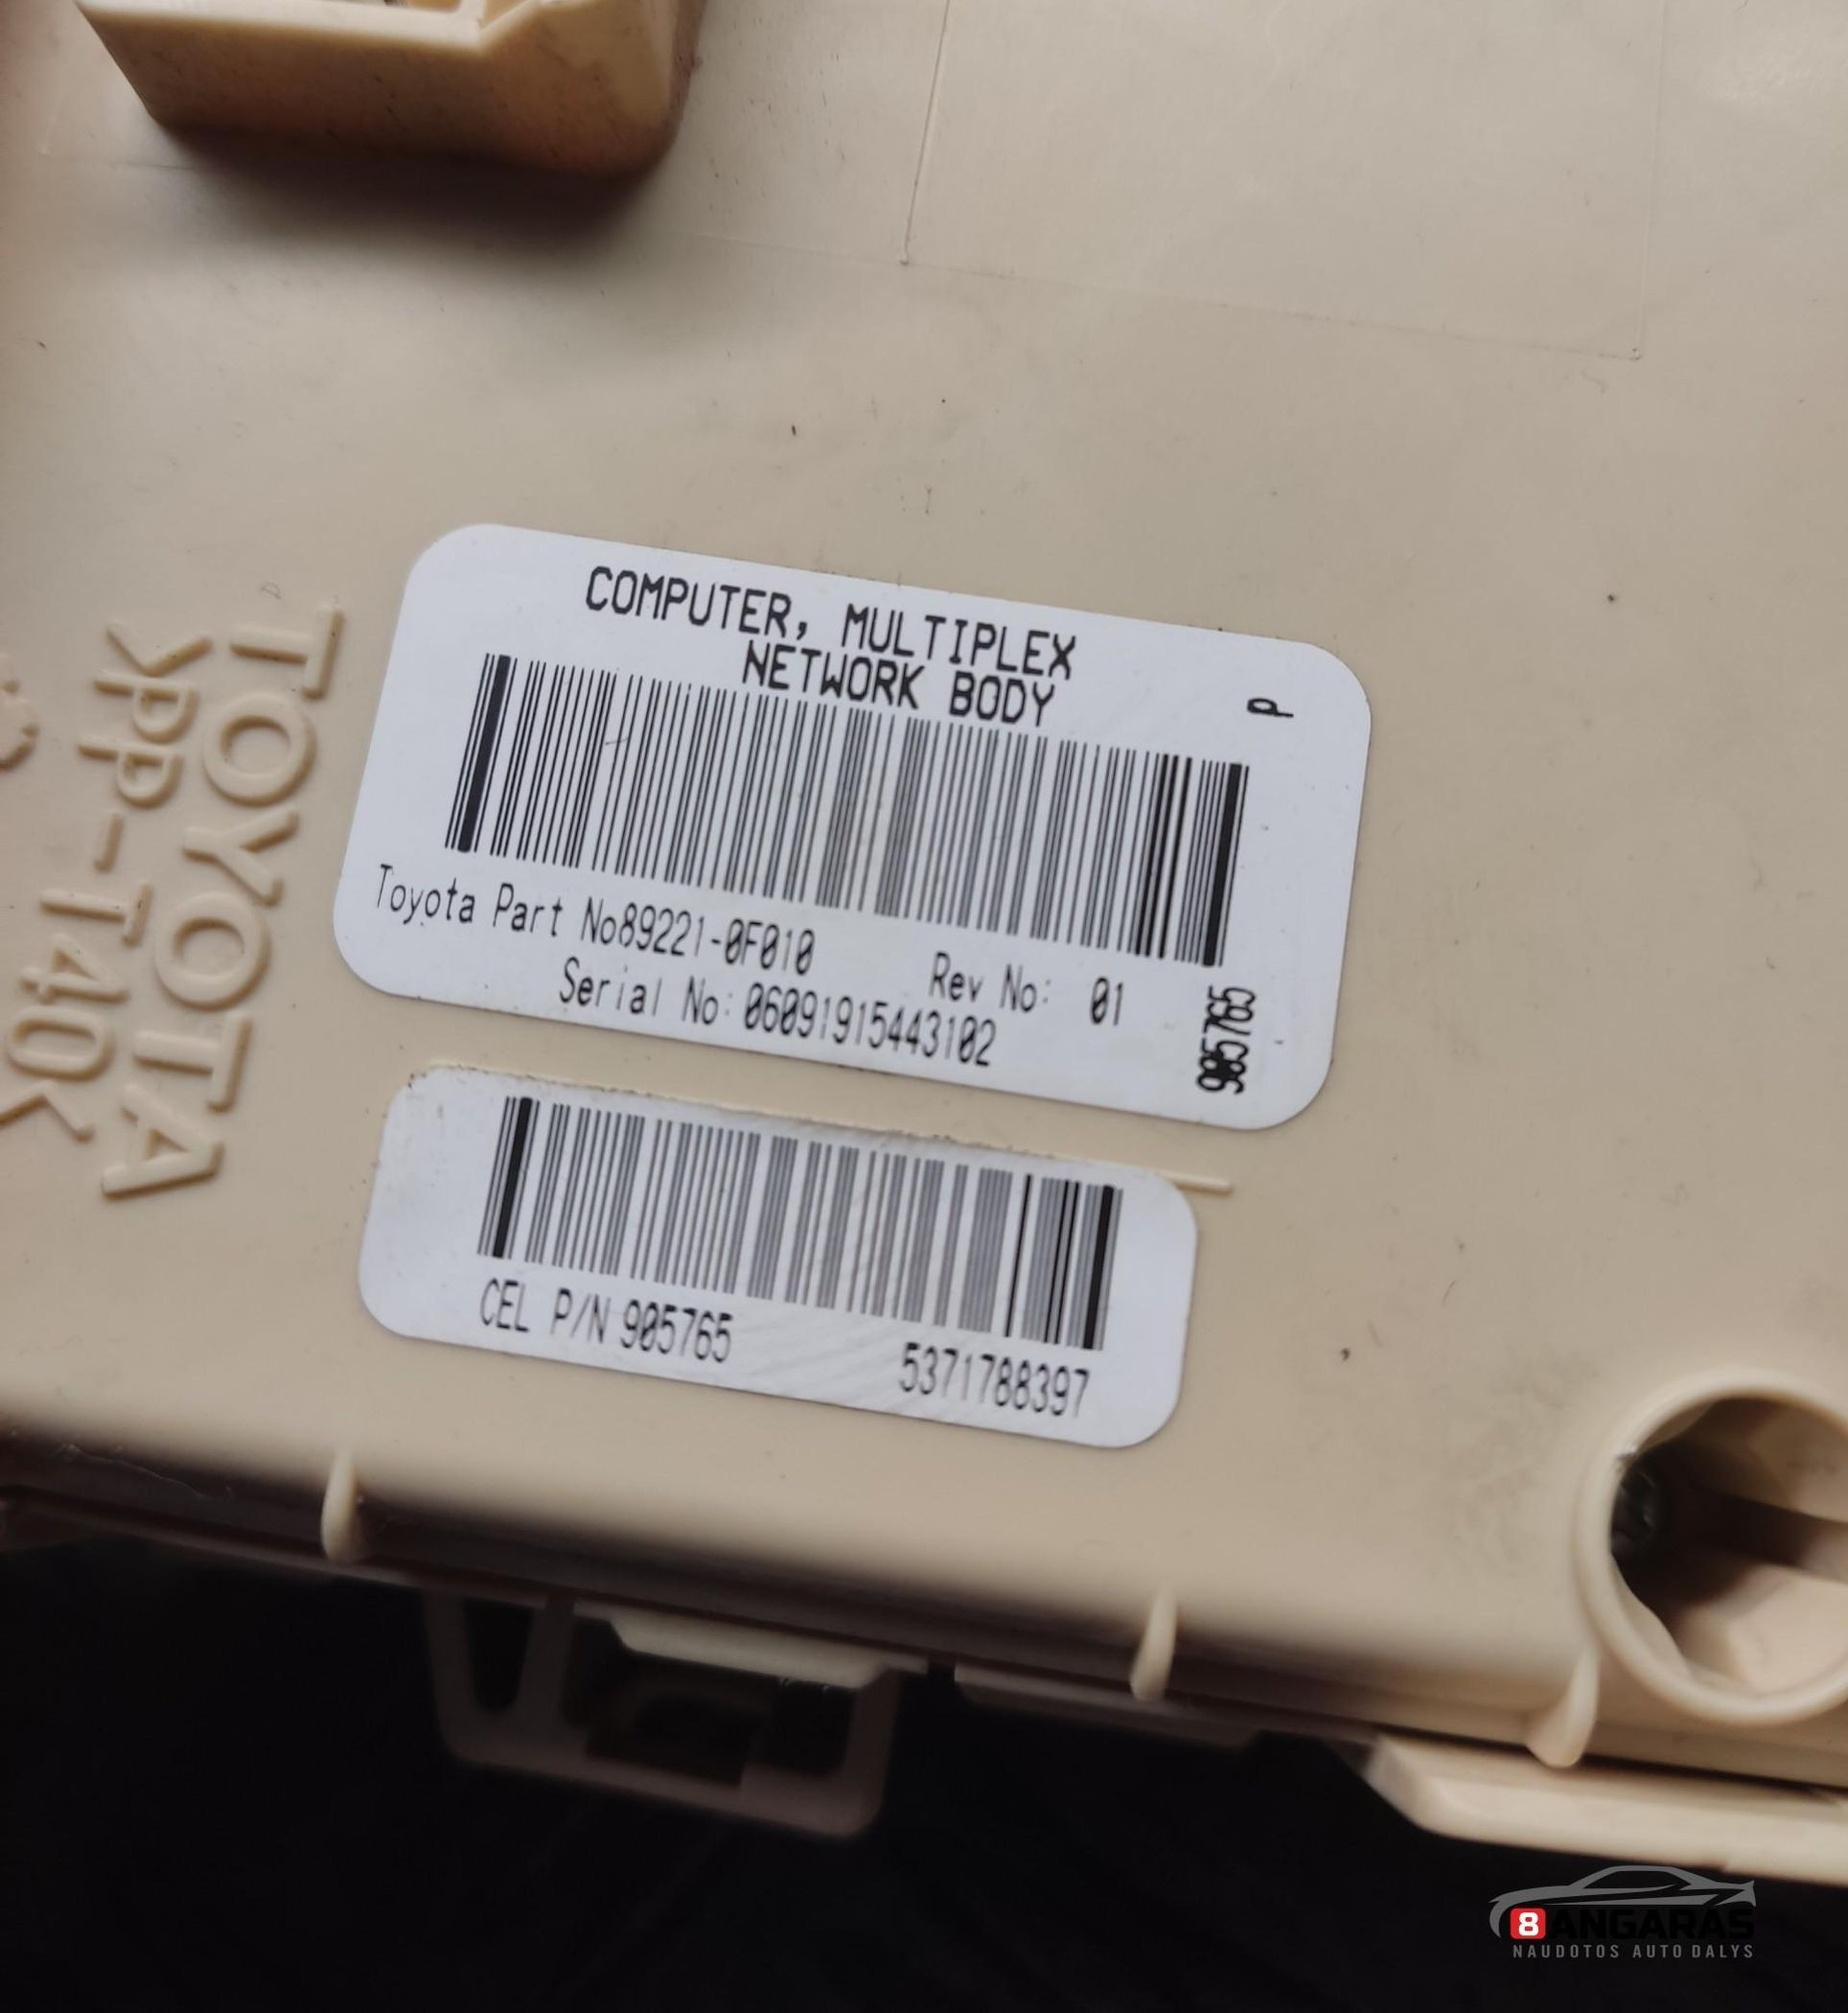 COMPUTER, MULTIPLEX
NETWORK BODY
P
Toyota Part No89221-0F010 Rev No: 01
Serial No: 06091915443102
905765
CEL P/N 905765 5371788397
TOYOTA
>PP-T40<
8ANGARAS
NAUDOTOS AUTO DALYS